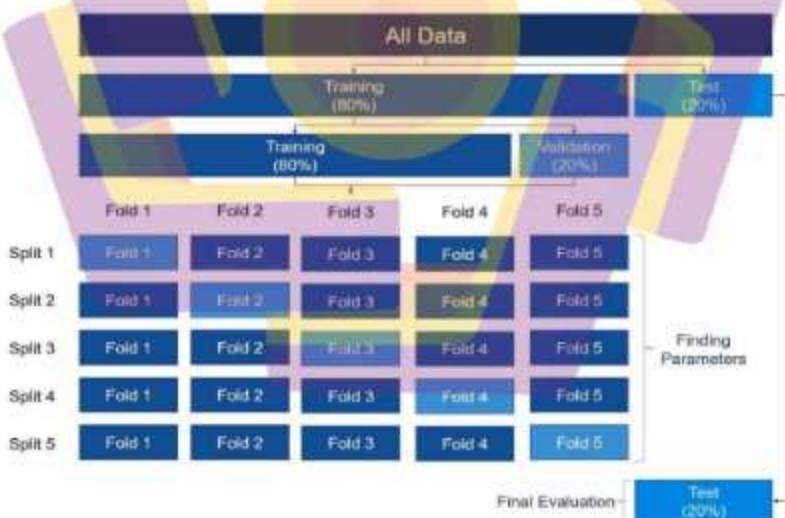 All Data
Training
(80%)
Test
(20%)
Training
(80%)
Validation
(20%)
Fold 1 Fold 2 Fold 3 Fold 4 Fold 5
Split 1 Fold 1 Fold 2 Fold 3 Fold 4 Fold 5
Split 2 Fold 1 Fold 2 Fold 3 Fold 4 Fold 5
Split 3 Fold 1 Fold 2 Fold 3 Fold 4 Fold 5
Split 4 Fold 1 Fold 2 Fold 3 Fold 4 Fold 5
Split 5 Fold 1 Fold 2 Fold 3 Fold 4 Fold 5
Finding
Parameters
Final Evaluation
Test
(20%)